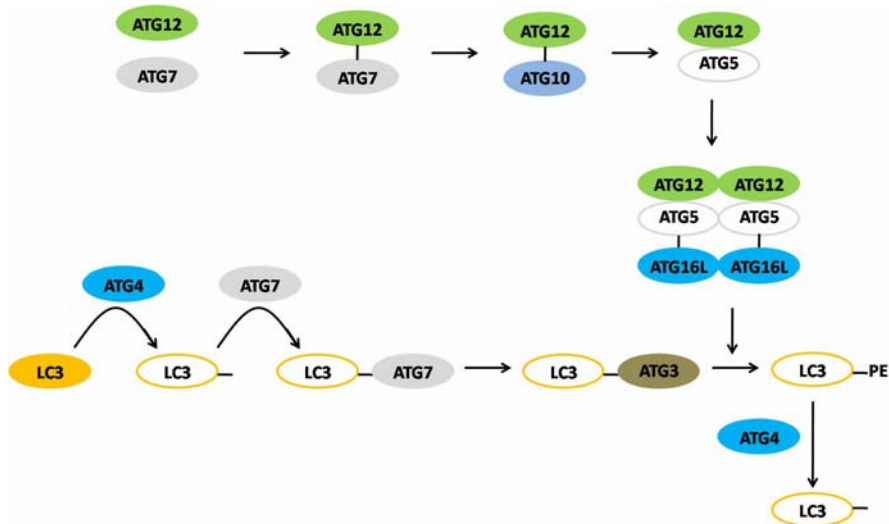 ATG12 ATG12 ATG12 ATG12
ATG7 ATG7 ATG10 ATG5
ATG12 ATG12
ATG5 ATG5
ATG16L ATG16L
ATG4 ATG7
LC3 LC3 LC3 ATG7 LC3 ATG3 LC3 PE
ATG4
LC3